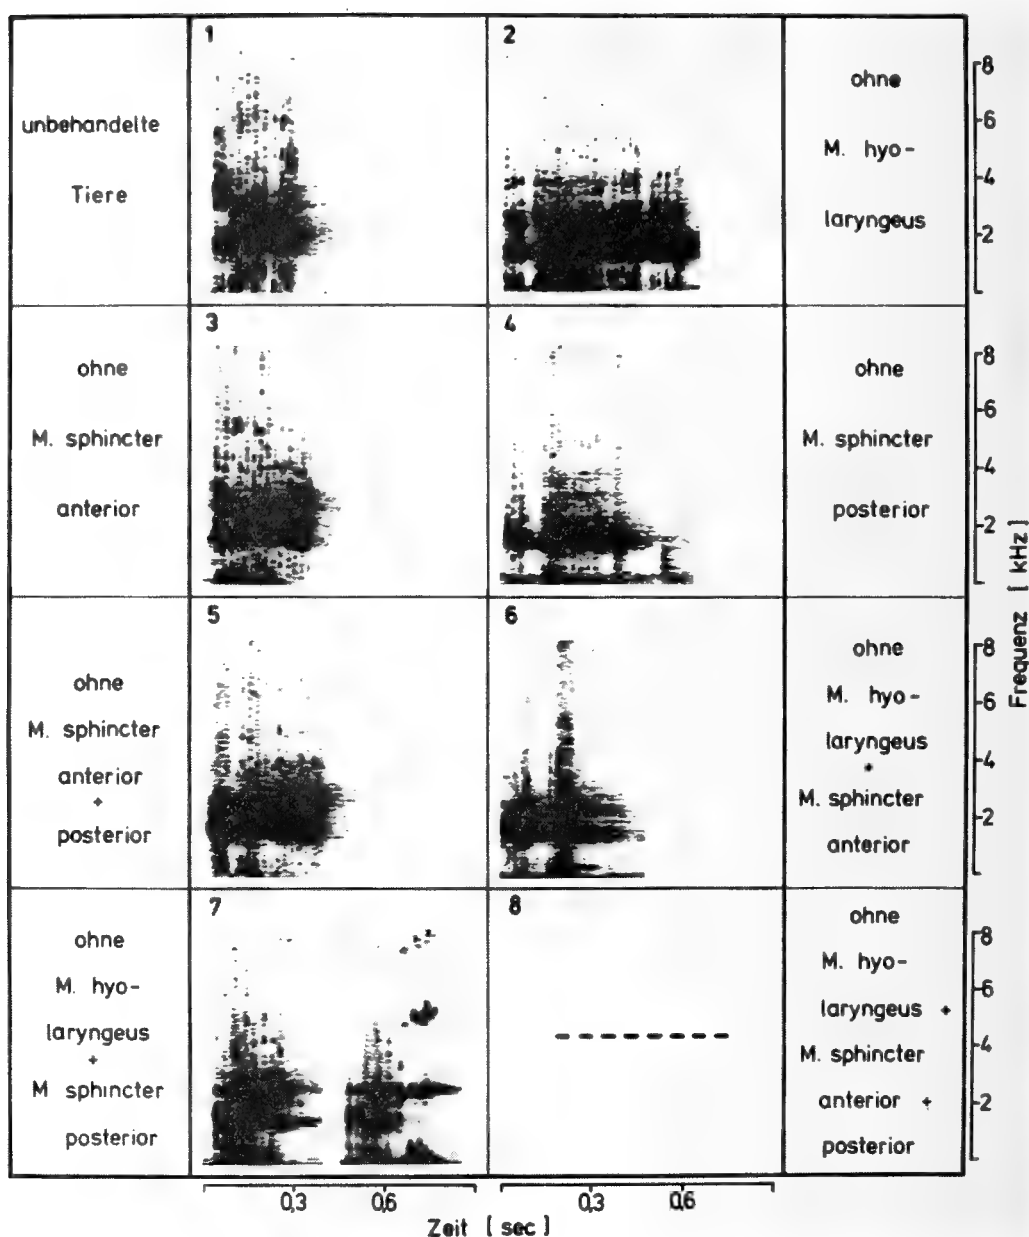 1
unbehandelte
Tiere
2
ohne
M. hyo-
laryngeus
8
6
4
2
3
ohne
M. sphincter
anterior
4
ohne
M. sphincter
posterior
8
6
4
2
5
ohne
M. sphincter
anterior
+
posterior
6
ohne
M. hyo-
laryngeus
+
M. sphincter
anterior
8
6
4
2
7
ohne
M. hyo-
laryngeus
+
M sphincter
posterior
8
ohne
M. hyo-
laryngeus +
M. sphincter
anterior +
posterior
8
6
4
2
Frequenz [kHz]
0,3
0,6
0,3
0,6
Zeit [sec]